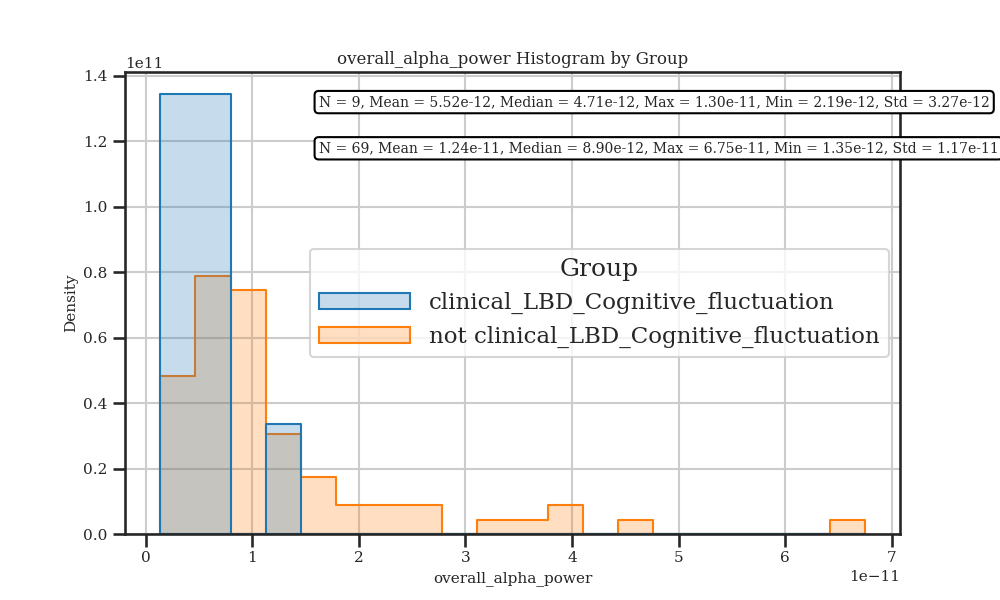 overall_alpha_power Histogram by Group
1e11
N = 9, Mean = 5.52e-12, Median = 4.71e-12, Max = 1.30e-11, Min = 2.19e-12, Std = 3.27e-12
N = 69, Mean = 1.24e-11, Median = 8.90e-12, Max = 6.75e-11, Min = 1.35e-12, Std = 1.17e-11
1.4
1.2
1.0
0.8
0.6
0.4
0.2
0.0
Density
Group
clinical_LBD_Cognitive_fluctuation
not clinical_LBD_Cognitive_fluctuation
0 1 2 3 4 5 6 7
1e−11
overall_alpha_power